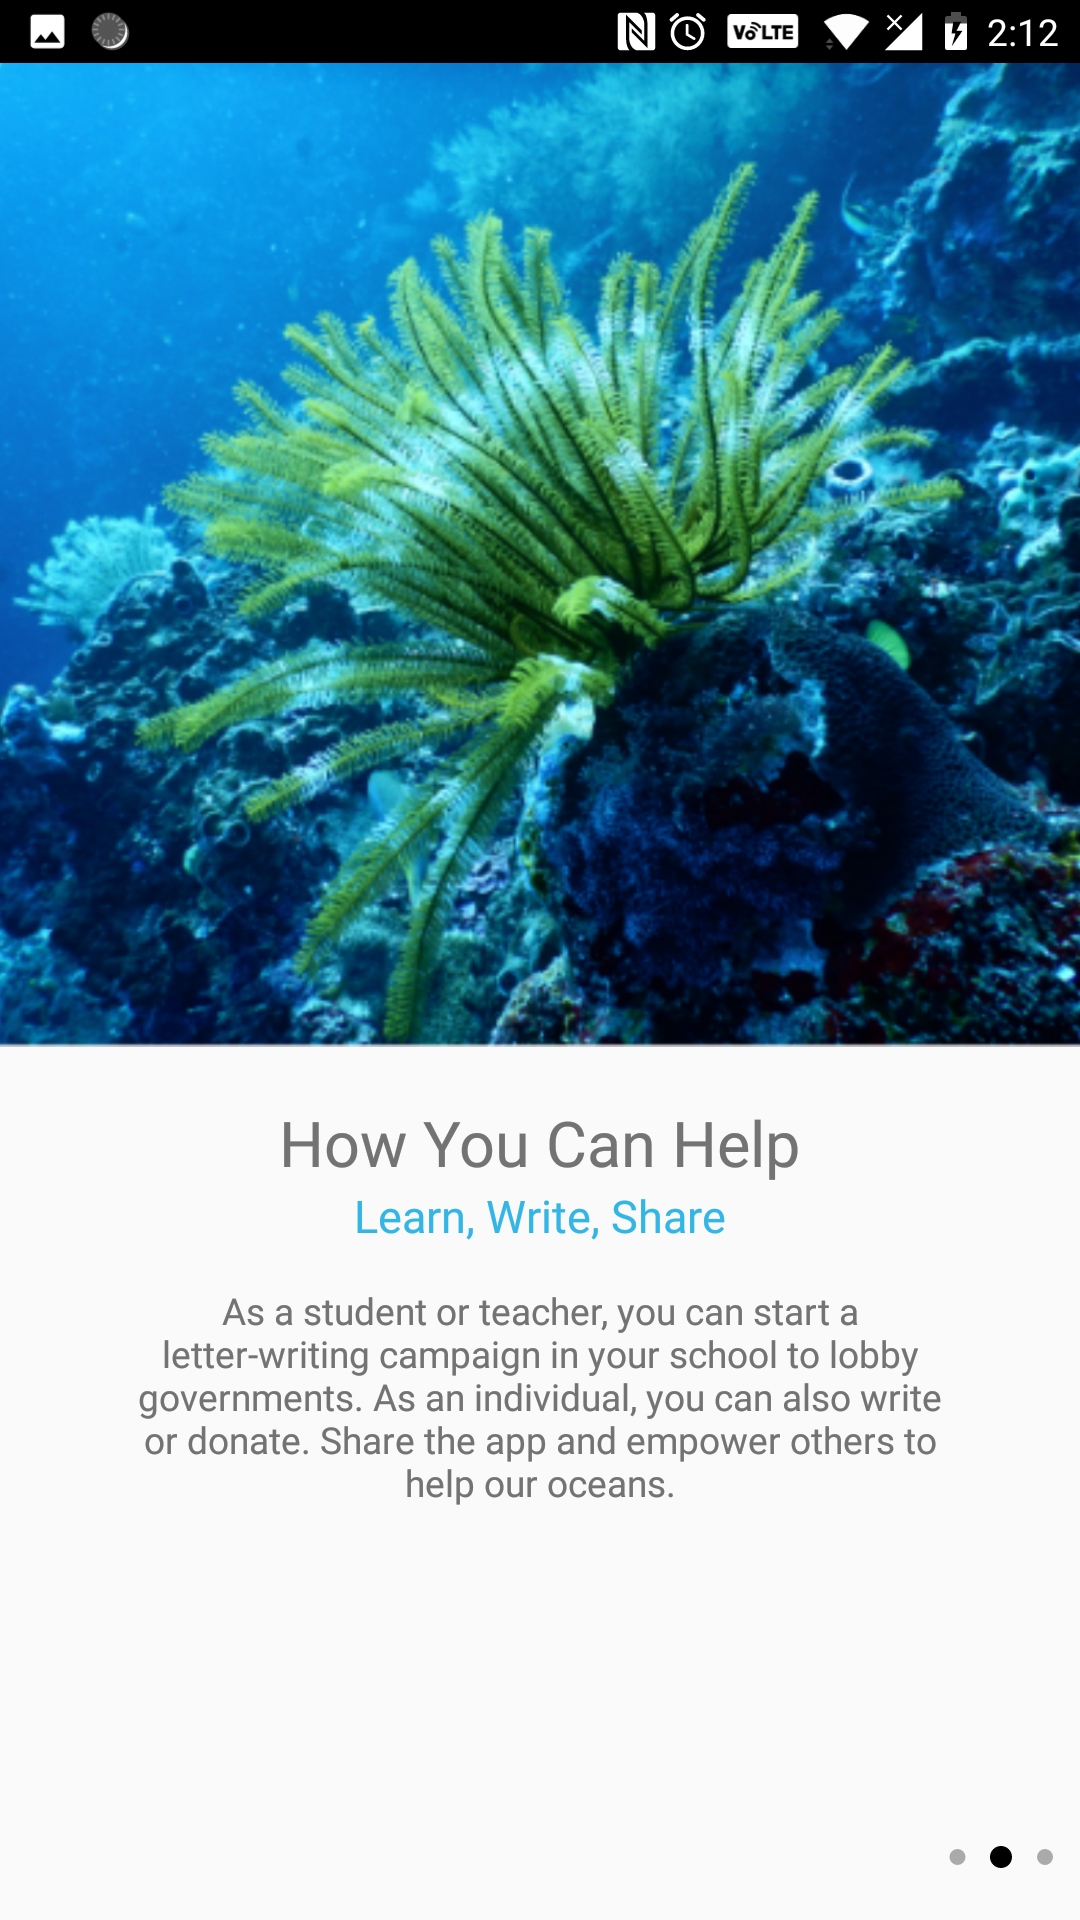 VoLTE 2:12
How You Can Help
Learn, Write, Share
As a student or teacher, you can start a
letter-writing campaign in your school to lobby
governments. As an individual, you can also write
or donate. Share the app and empower others to
help our oceans.